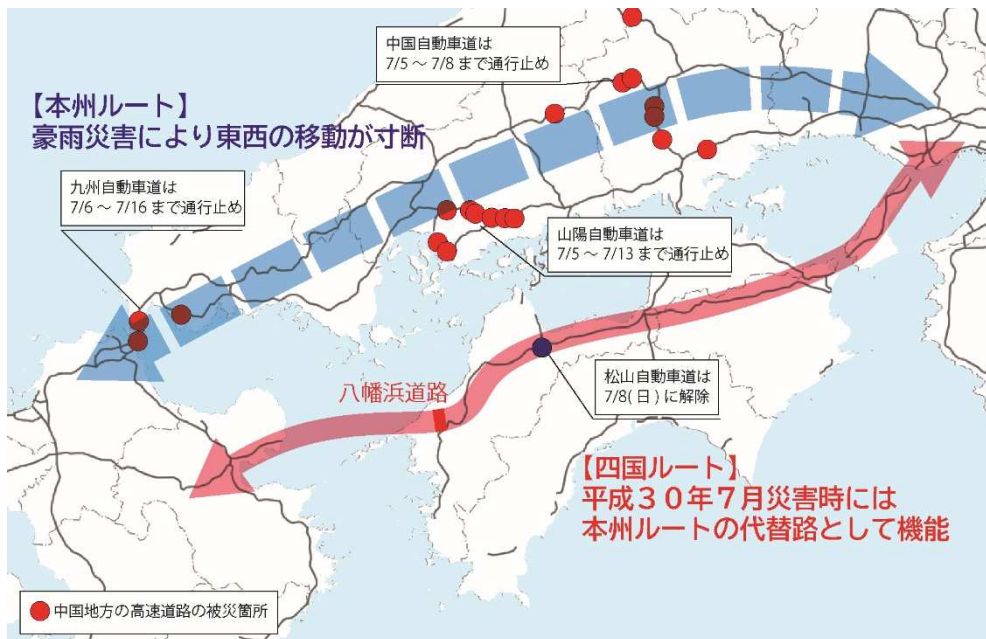 中国自動車道は
7/5～7/8まで通行止め
【本州ルート】
豪雨災害により東西の移動が寸断
九州自動車道は
7/6～7/16まで通行止め
山陽自動車道は
7/5～7/13まで通行止め
八幡浜道路
松山自動車道は
7/8(日)に解除
【四国ルート】
平成３０年７月災害時には
本州ルートの代替路として機能
中国地方の高速道路の被災箇所